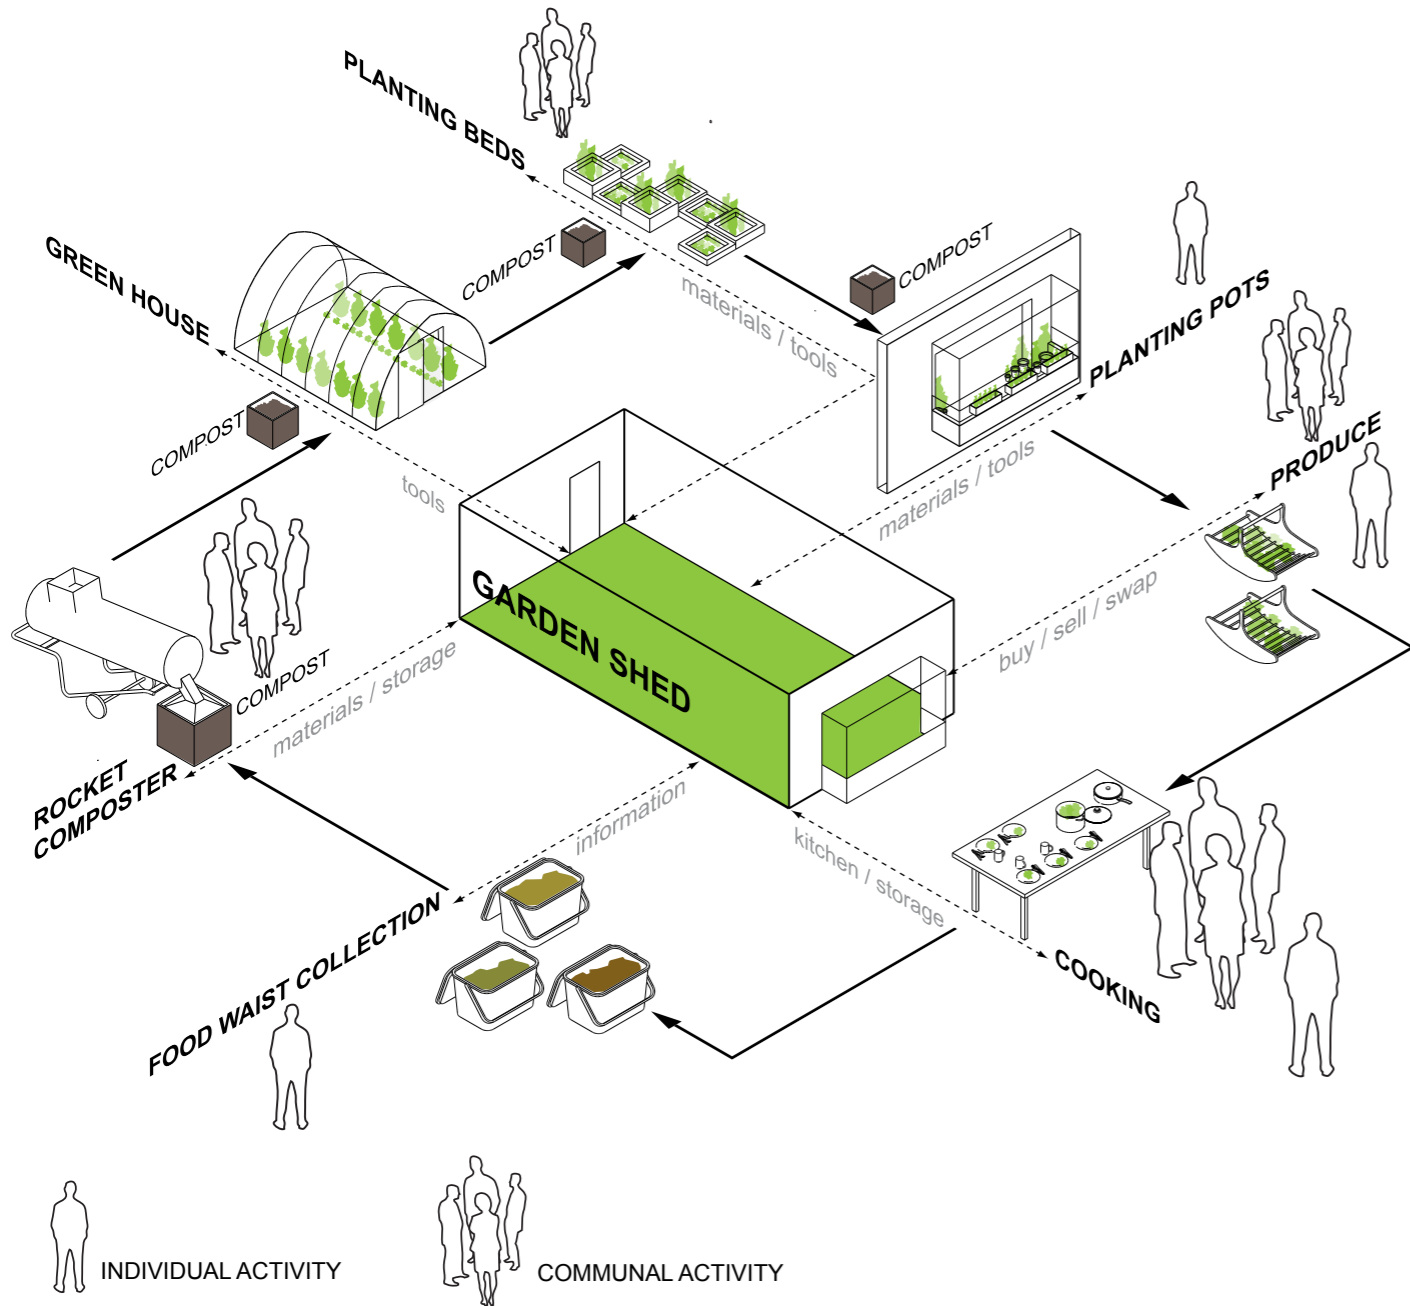 PLANTING BEDS
GREEN HOUSE
COMPOST
COMPOST
COMPOST
materials / tools
PLANTING POTS
COMPOST
tools
materials / tools
PRODUCE
GARDEN SHED
buy / sell / swap
COMPOST
materials / storage
ROCKET
COMPOSTER
information
kitchen / storage
FOOD WAIST COLLECTION
COOKING
INDIVIDUAL ACTIVITY
COMMUNAL ACTIVITY